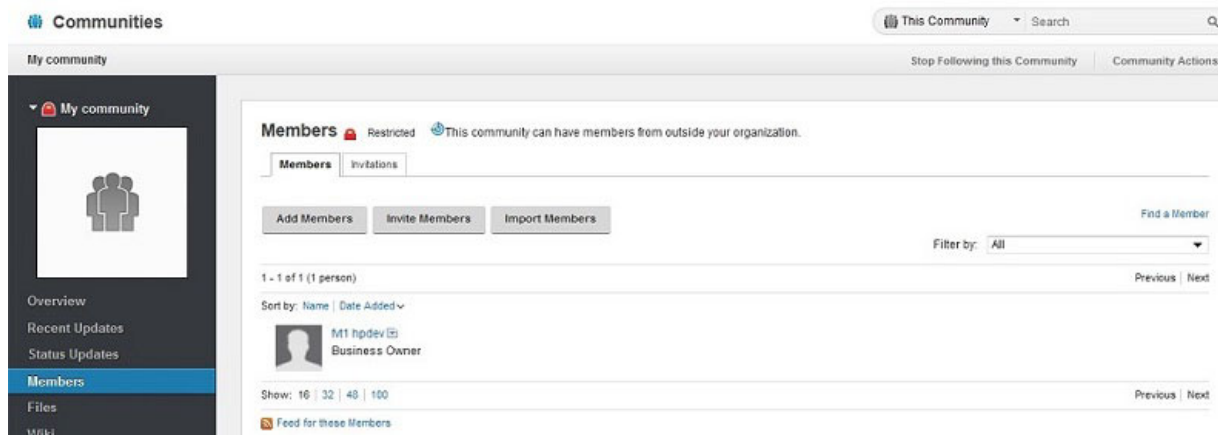 Communities
This Community Search
My community
Stop Following this Community Community Actions
My community
Overview
Recent Updates
Status Updates
Members
Files
Wiki
Members Restricted This community can have members from outside your organization.
Members Invitations
Add Members Invite Members Import Members
Find a Member
Filter by: All
1 - 1 of 1 (1 person) Previous | Next
Sort by: Name | Date Added
M1 hpdev
Business Owner
Show: 16 | 32 | 48 | 100 Previous | Next
Feed for these Members